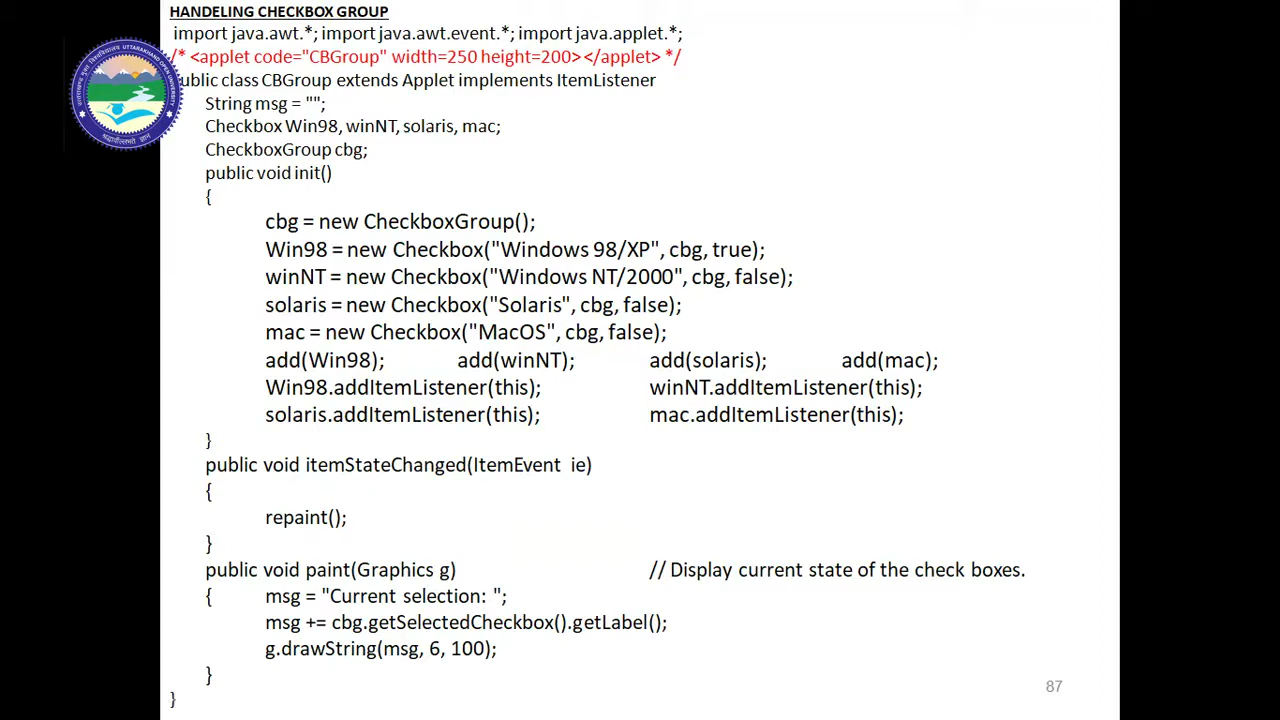 HANDELING CHECKBOX GROUP
import java.awt.*; import java.awt.event.*; import java.applet.*;
/* <applet code="CBGroup" width=250 height=200></applet> */
public class CBGroup extends Applet implements ItemListener
String msg = "";
Checkbox Win98, winNT, solaris, mac;
CheckboxGroup cbg;
public void init()
{
cbg = new CheckboxGroup();
Win98 = new Checkbox("Windows 98/XP", cbg, true);
winNT = new Checkbox("Windows NT/2000", cbg, false);
solaris = new Checkbox("Solaris", cbg, false);
mac = new Checkbox("MacOS", cbg, false);
add(Win98); add(winNT); add(solaris); add(mac);
Win98.addItemListener(this); winNT.addItemListener(this);
solaris.addItemListener(this); mac.addItemListener(this);
}
public void itemStateChanged(ItemEvent ie)
{
repaint();
}
public void paint(Graphics g) // Display current state of the check boxes.
{ msg = "Current selection: ";
msg += cbg.getSelectedCheckbox().getLabel();
g.drawString(msg, 6, 100);
}
}
87
UTTARAKHAND OPEN UNIVERSITY